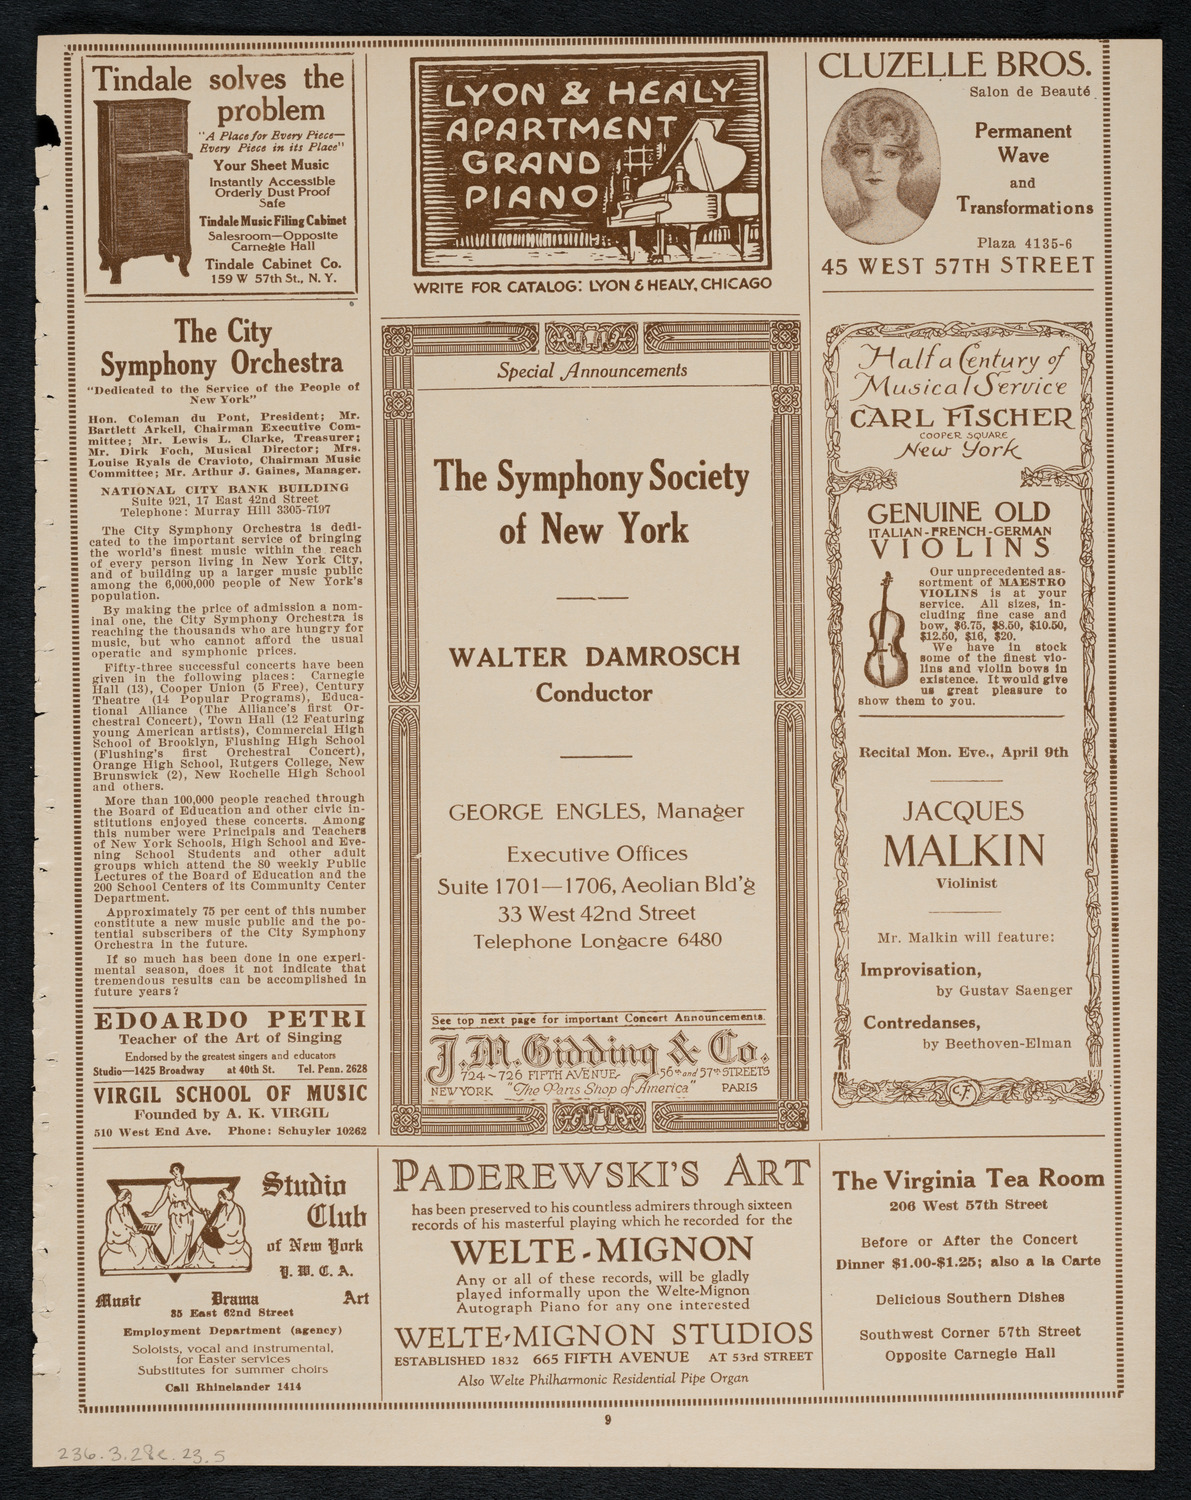 Tindale solves the
problem
"A Place for Every Piece—
Every Piece in its Place"
Your Sheet Music
Instantly Accessible
Orderly Dust Proof
Safe
Tindale Music Filing Cabinet
Salesroom—Opposite
Carnegie Hall
Tindale Cabinet Co.
159 W 57th St., N. Y.
LYON & HEALY
APARTMENT
GRAND
PIANO
WRITE FOR CATALOG: LYON & HEALY, CHICAGO
CLUZELLE BROS.
Salon de Beauté
Permanent
Wave
and
Transformations
Plaza 4135-6
45 WEST 57TH STREET
The City
Symphony Orchestra
"Dedicated to the Service of the People of
New York"
Hon. Coleman du Pont, President; Mr.
Bartlett Arkell, Chairman Executive Com-
mittee; Mr. Lewis L. Clarke, Treasurer;
Mr. Dirk Foch, Musical Director; Mrs.
Louise Ryals de Cravioto, Chairman Music
Committee; Mr. Arthur J. Gaines, Manager.
NATIONAL CITY BANK BUILDING
Suite 921, 17 East 42nd Street
Telephone: Murray Hill 3305-7197
The City Symphony Orchestra is dedi-
cated to the important service of bringing
the world's finest music within the reach
of every person living in New York City,
and of building up a larger music public
among the 6,000,000 people of New York's
population.
By making the price of admission a nom-
inal one, the City Symphony Orchestra is
reaching the thousands who are hungry for
music, but who cannot afford the usual
operatic and symphonic prices.
Fifty-three successful concerts have been
given in the following places: Carnegie
Hall (13), Cooper Union (5 Free), Century
Theatre (14 Popular Programs), Educa-
tional Alliance (The Alliance's first Or-
chestral Concert), Town Hall (12 Featuring
young American artists), Commercial High
School of Brooklyn, Flushing High School
(Flushing's first Orchestral Concert),
Orange High School, Rutgers College, New
Brunswick (2), New Rochelle High School
and others.
More than 100,000 people reached through
the Board of Education and other civic in-
stitutions enjoyed these concerts. Among
this number were Principals and Teachers
of New York Schools, High School and Eve-
ning School Students and other adult
groups which attend the 80 weekly Public
Lectures of the Board of Education and the
200 School Centers of its Community Center
Department.
Approximately 75 per cent of this number
constitute a new music public and the po-
tential subscribers of the City Symphony
Orchestra in the future.
If so much has been done in one experi-
mental season, does it not indicate that
tremendous results can be accomplished in
future years?
EDOARDO PETRI
Teacher of the Art of Singing
Endorsed by the greatest singers and educators
Studio—1425 Broadway at 40th St. Tel. Penn. 2628
VIRGIL SCHOOL OF MUSIC
Founded by A. K. VIRGIL
510 West End Ave. Phone: Schuyler 10262
Special Announcements
The Symphony Society
of New York
WALTER DAMROSCH
Conductor
GEORGE ENGLES, Manager
Executive Offices
Suite 1701—1706, Aeolian Bld'g
33 West 42nd Street
Telephone Longacre 6480
See top next page for important Concert Announcements.
J. M. Gidding & Co.
724 - 726 FIFTH AVENUE - 56th and 57th STREETS
NEW YORK "The Paris Shop of America" PARIS
Half a Century of
Musical Service
CARL FISCHER
COOPER SQUARE
New York
GENUINE OLD
ITALIAN-FRENCH-GERMAN
VIOLINS
Our unprecedented as-
sortment of MAESTRO
VIOLINS is at your
service. All sizes, in-
cluding fine case and
bow, $6.75, $8.50, $10.50,
$12.50, $16, $20.
We have in stock
some of the finest vio-
lins and violin bows in
existence. It would give
us great pleasure to
show them to you.
Recital Mon. Eve., April 9th
JACQUES
MALKIN
Violinist
Mr. Malkin will feature:
Improvisation,
by Gustav Saenger
Contredanses,
by Beethoven-Elman
C.F.
Studio
Club
of New York
Y. W. C. A.
Music Drama Art
35 East 62nd Street
Employment Department (agency)
Soloists, vocal and instrumental,
for Easter services
Substitutes for summer choirs
Call Rhinelander 1414
PADEREWSKI'S ART
has been preserved to his countless admirers through sixteen
records of his masterful playing which he recorded for the
WELTE-MIGNON
Any or all of these records, will be gladly
played informally upon the Welte-Mignon
Autograph Piano for any one interested
WELTE-MIGNON STUDIOS
ESTABLISHED 1832 665 FIFTH AVENUE AT 53rd STREET
Also Welte Philharmonic Residential Pipe Organ
The Virginia Tea Room
206 West 57th Street
Before or After the Concert
Dinner $1.00-$1.25; also a la Carte
Delicious Southern Dishes
Southwest Corner 57th Street
Opposite Carnegie Hall
9
236.3.28e.23.5